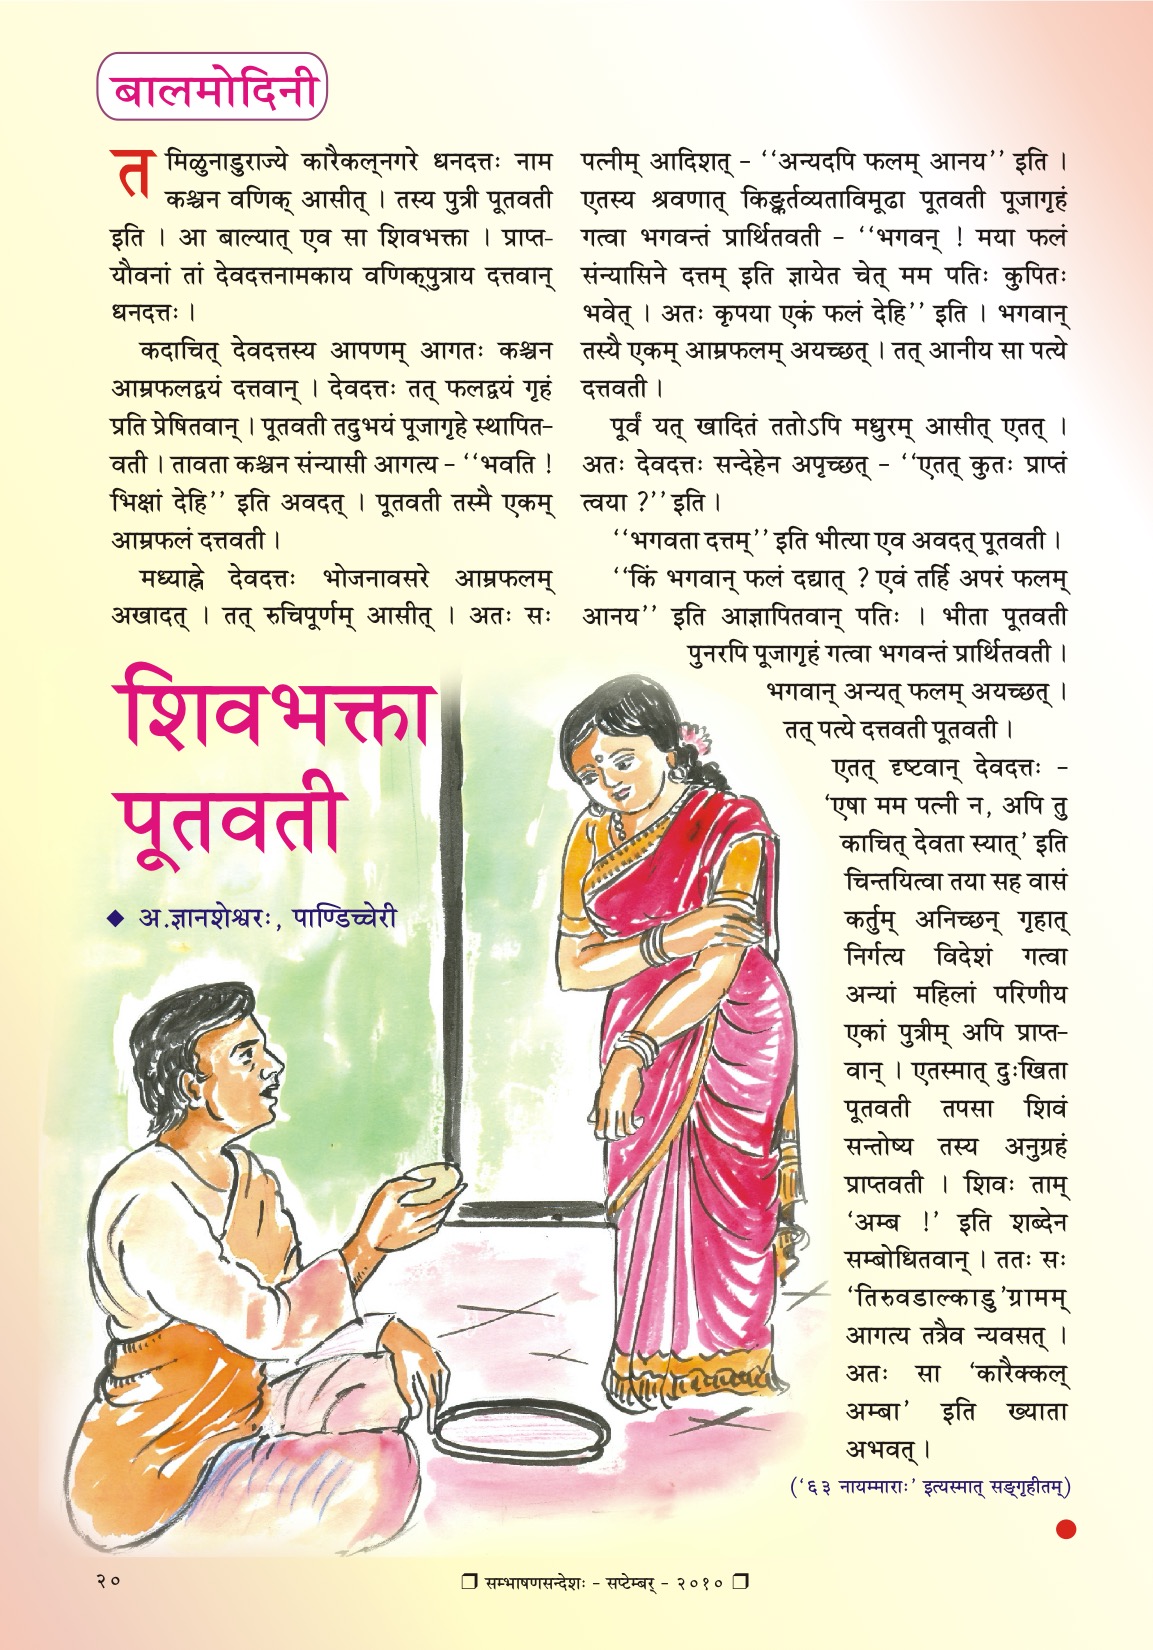 बालमोदिनी
तमिळुनाडुराज्ये कारैकल्‌नगरे धनदत्तः नाम
कश्चन वणिक् आसीत् । तस्य पुत्री पूतवती
इति । आ बाल्यात् एव सा शिवभक्ता । प्राप्त-
यौवनां तां देवदत्तनामकाय वणिक्‌पुत्राय दत्तवान्
धनदत्तः ।
कदाचित् देवदत्तस्य आपणम् आगतः कश्चन
आम्रफलद्वयं दत्तवान् । देवदत्तः तत् फलद्वयं गृहं
प्रति प्रेषितवान् । पूतवती तदुभयं पूजागृहे स्थापित-
वती । तावता कश्चन संन्यासी आगत्य - ‘‘भवति !
भिक्षां देहि’’ इति अवदत् । पूतवती तस्मै एकम्
आम्रफलं दत्तवती ।
मध्याह्ने देवदत्तः भोजनावसरे आम्रफलम्
अखादत् । तत् रुचिपूर्णम् आसीत् । अतः सः
पत्नीम् आदिशत् - ‘‘अन्यदपि फलम् आनय’’ इति ।
एतस्य श्रवणात् किङ्कर्तव्यताविमूढा पूतवती पूजागृहं
गत्वा भगवन्तं प्रार्थितवती - ‘‘भगवन् ! मया फलं
संन्यासिने दत्तम् इति ज्ञायेत चेत् मम पतिः कुपितः
भवेत् । अतः कृपया एकं फलं देहि’’ इति । भगवान्
तस्यै एकम् आम्रफलम् अयच्छत् । तत् आनीय सा पत्ये
दत्तवती ।
पूर्वं यत् खादितं ततोऽपि मधुरम् आसीत् एतत् ।
अतः देवदत्तः सन्देहेन अपृच्छत् - ‘‘एतत् कुतः प्राप्तं
त्वया ?’’ इति ।
‘‘भगवता दत्तम्’’ इति भीत्या एव अवदत् पूतवती ।
‘‘किं भगवान् फलं दद्यात् ? एवं तर्हि अपरं फलम्
आनय’’ इति आज्ञापितवान् पतिः । भीता पूतवती
पुनरपि पूजागृहं गत्वा भगवन्तं प्रार्थितवती ।
भगवान् अन्यत् फलम् अयच्छत् ।
तत् पत्ये दत्तवती पूतवती ।
एतत् दृष्टवान् देवदत्तः -
‘एषा मम पत्नी न, अपि तु
काचित् देवता स्यात्’ इति
चिन्तयित्वा तया सह वासं
कर्तुम् अनिच्छन् गृहात्
निर्गत्य विदेशं गत्वा
अन्यां महिलां परिणीय
एकां पुत्रीम् अपि प्राप्त-
वान् । एतस्मात् दुःखिता
पूतवती तपसा शिवं
सन्तोष्य तस्य अनुग्रहं
प्राप्तवती । शिवः ताम्
‘अम्ब !’ इति शब्देन
सम्बोधितवान् । ततः सः
‘तिरुवडाल्काडु’ग्रामम्
आगत्य तत्रैव न्यवसत् ।
अतः सा ‘कारैक्कल्
अम्बा’ इति ख्याता
अभवत् ।
(‘६३ नायम्माराः’ इत्यस्मात् सङ्गृहीतम्)
शिवभक्ता
पूतवती
◆ अ.ज्ञानशेश्वरः, पाण्डिच्चेरी
२०
❒ सम्भाषणसन्देशः - सप्टेम्बर् - २०१० ❒